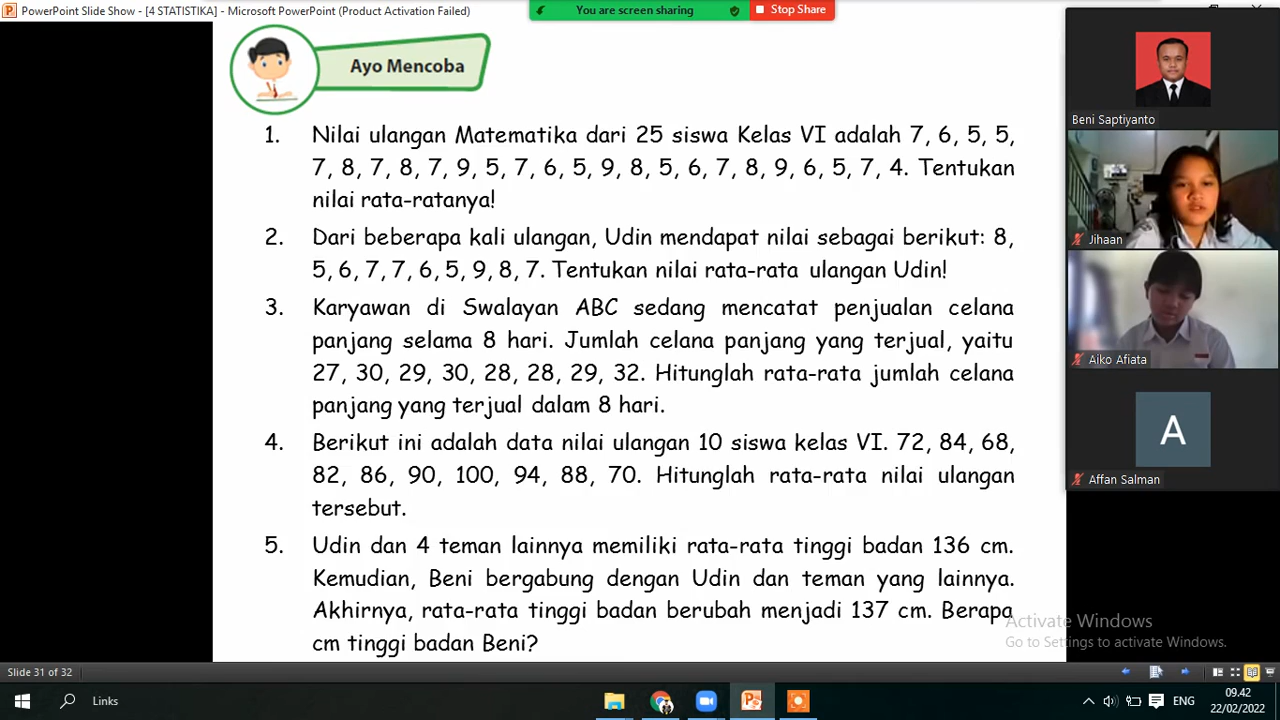 PowerPoint Slide Show - [4 STATISTIKA] - Microsoft PowerPoint (Product Activation Failed)
You are screen sharing
Stop Share
Ayo Mencoba
1. Nilai ulangan Matematika dari 25 siswa Kelas VI adalah 7, 6, 5, 5,
7, 8, 7, 8, 7, 9, 5, 7, 6, 5, 9, 8, 5, 6, 7, 8, 9, 6, 5, 7, 4. Tentukan
nilai rata-ratanya!
2. Dari beberapa kali ulangan, Udin mendapat nilai sebagai berikut: 8,
5, 6, 7, 7, 6, 5, 9, 8, 7. Tentukan nilai rata-rata ulangan Udin!
3. Karyawan di Swalayan ABC sedang mencatat penjualan celana
panjang selama 8 hari. Jumlah celana panjang yang terjual, yaitu
27, 30, 29, 30, 28, 28, 29, 32. Hitunglah rata-rata jumlah celana
panjang yang terjual dalam 8 hari.
4. Berikut ini adalah data nilai ulangan 10 siswa kelas VI. 72, 84, 68,
82, 86, 90, 100, 94, 88, 70. Hitunglah rata-rata nilai ulangan
tersebut.
5. Udin dan 4 teman lainnya memiliki rata-rata tinggi badan 136 cm.
Kemudian, Beni bergabung dengan Udin dan teman yang lainnya.
Akhirnya, rata-rata tinggi badan berubah menjadi 137 cm. Berapa
cm tinggi badan Beni?
Beni Saptiyanto
Jihaan
Aiko Afiata
A
Affan Salman
Activate Windows
Go to Settings to activate Windows.
Slide 31 of 32
Links
ENG
09.42
22/02/2022